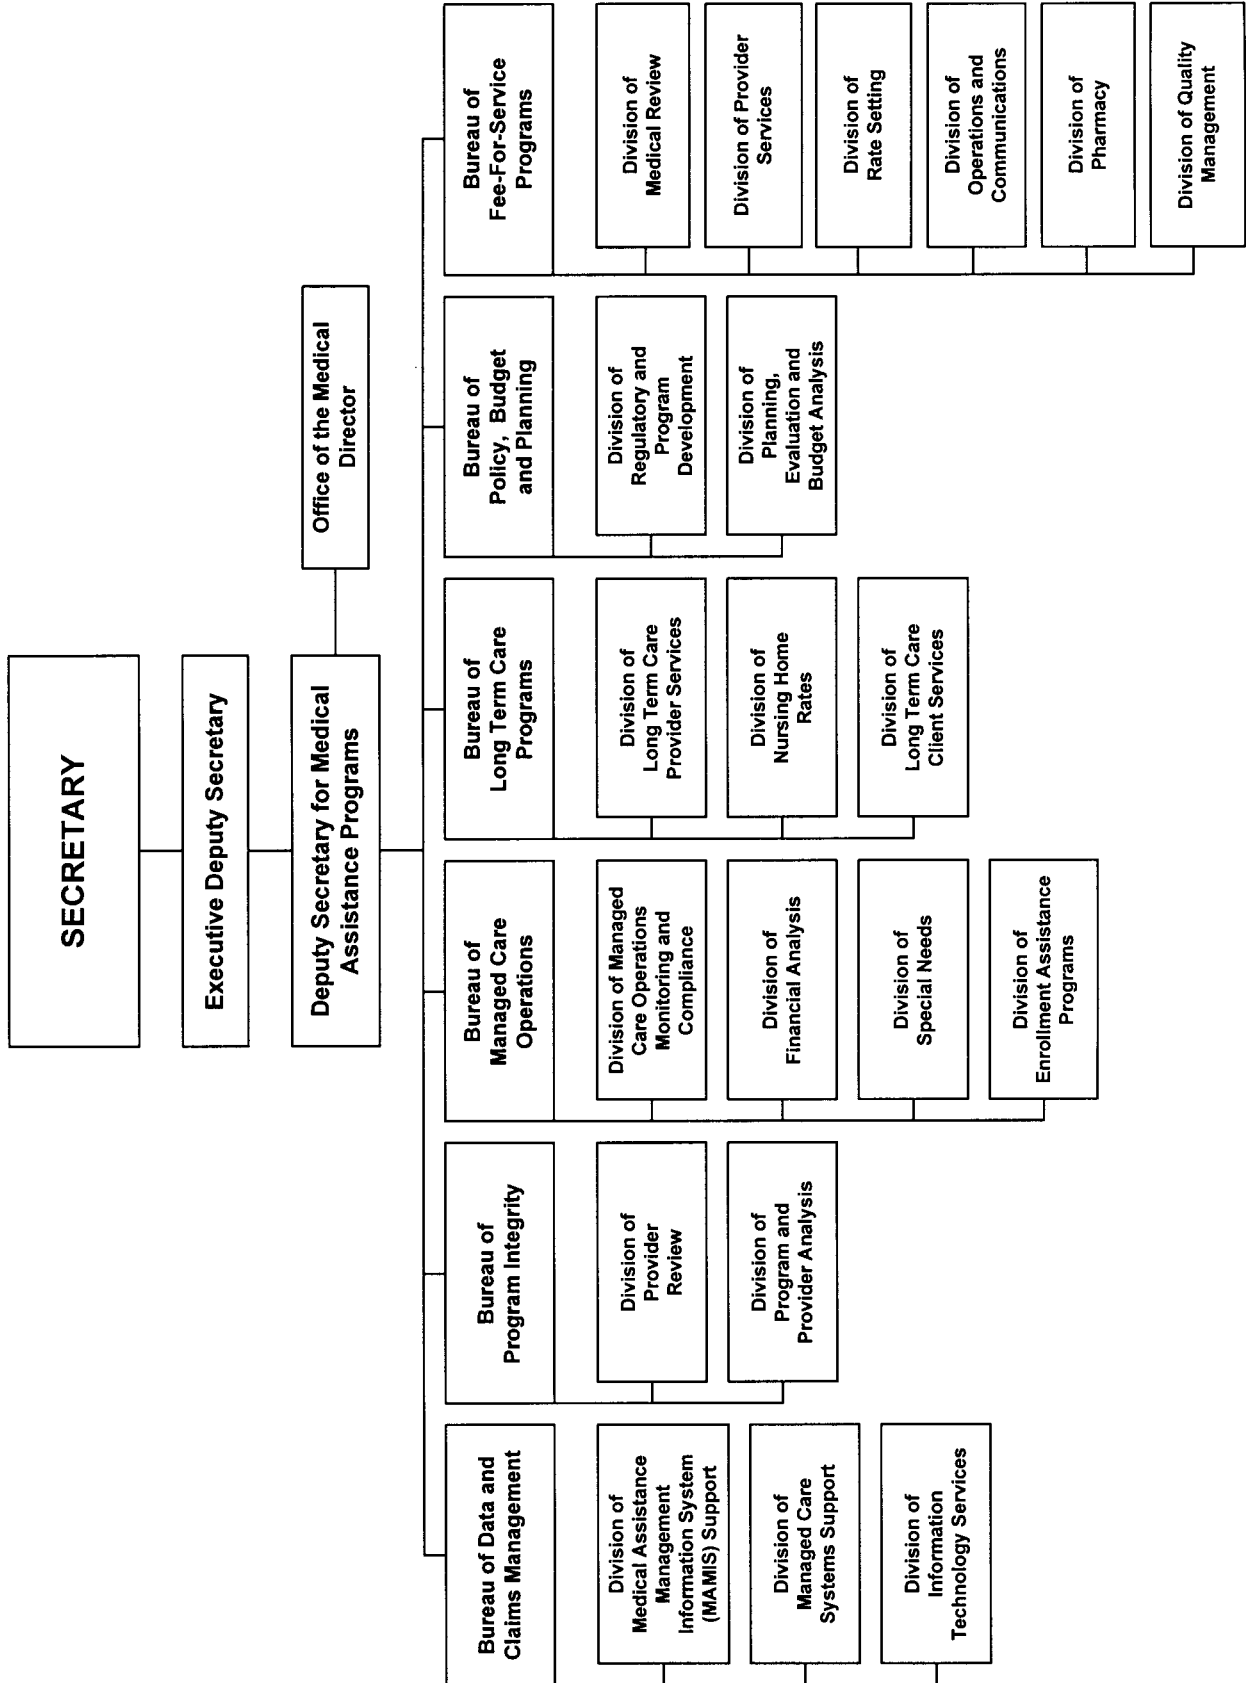 SECRETARY
Executive Deputy Secretary
Deputy Secretary for Medical
Assistance Programs
Office of the Medical
Director
Bureau of Data and
Claims Management
Division of
Medical Assistance
Management
Information System
(MAMIS) Support
Division of
Managed Care
Systems Support
Division of
Information
Technology Services
Bureau of
Program Integrity
Division of
Provider
Review
Division of
Program and
Provider Analysis
Bureau of
Managed Care
Operations
Division of Managed
Care Operations
Monitoring and
Compliance
Division of
Financial Analysis
Division of
Special Needs
Division of
Enrollment Assistance
Programs
Bureau of
Long Term Care
Programs
Division of
Long Term Care
Provider Services
Division of
Nursing Home
Rates
Division of
Long Term Care
Client Services
Bureau of
Policy, Budget
and Planning
Division of
Regulatory and
Program
Development
Division of
Planning,
Evaluation and
Budget Analysis
Bureau of
Fee-For-Service
Programs
Division of
Medical Review
Division of Provider
Services
Division of
Rate Setting
Division of
Operations and
Communications
Division of
Pharmacy
Division of Quality
Management